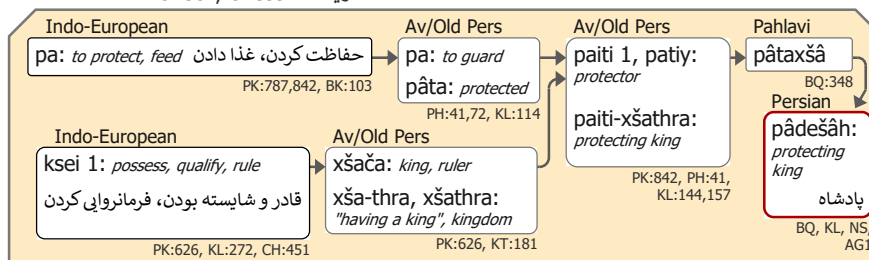 Indo-European
pa: to protect, feed حفاظت کردن، غذا دادن
PK:787,842, BK:103
Av/Old Pers
pa: to guard
pâta: protected
PH:41,72, KL:114
Av/Old Pers
paiti 1, patiy:
protector
paiti-xšathra:
protecting king
PK:842, PH:41,
KL:144,157
Pahlavi
pâtaxšâ
BQ:348
Persian
pâdešâh:
protecting
king
پادشاه
BQ, KL, NS,
AG1
Indo-European
ksei 1: possess, qualify, rule
قادر و شایسته بودن، فرمانروایی کردن
PK:626, KL:272, CH:451
Av/Old Pers
xšača: king, ruler
xša-thra, xšathra:
"having a king", kingdom
PK:626, KT:181